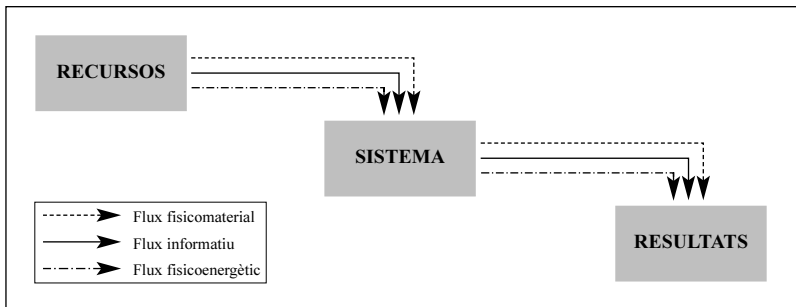 RECURSOS
SISTEMA
RESULTATS
Flux fisicomaterial
Flux informatiu
Flux fisicoenergètic